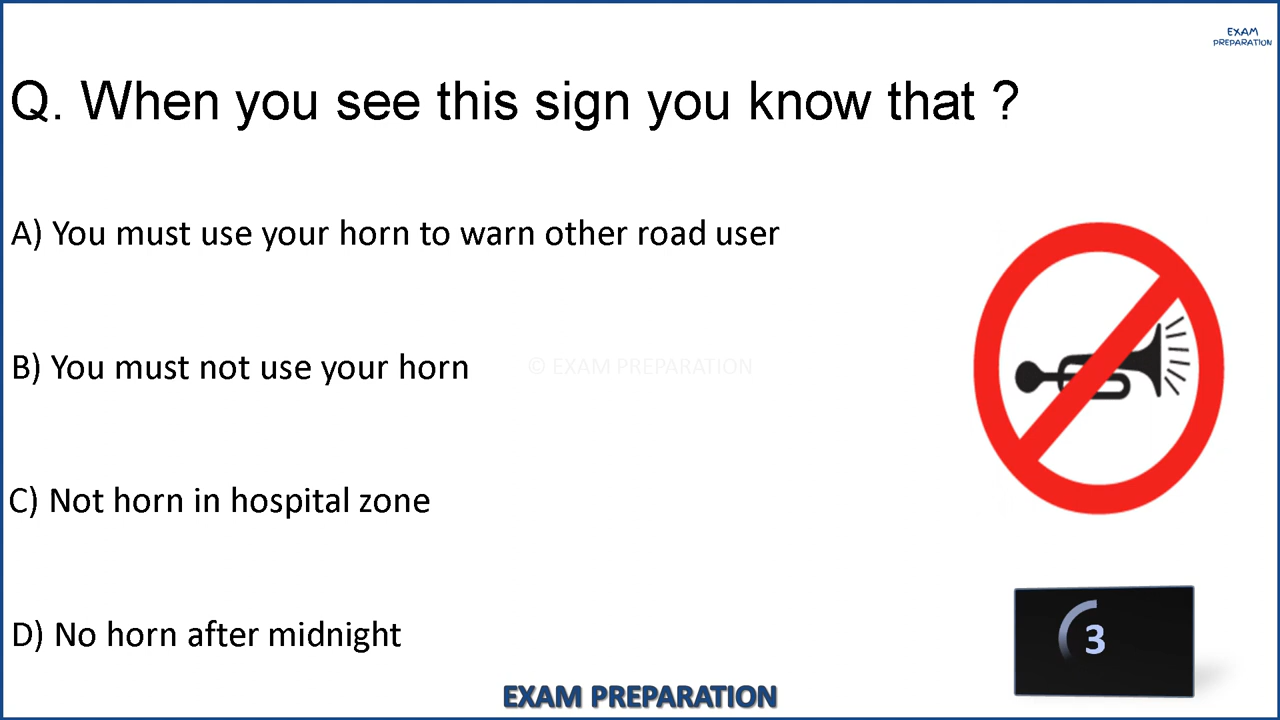 EXAM
PREPARATION
Q. When you see this sign you know that ?
A) You must use your horn to warn other road user
B) You must not use your horn
© EXAM PREPARATION
C) Not horn in hospital zone
D) No horn after midnight
3
EXAM PREPARATION